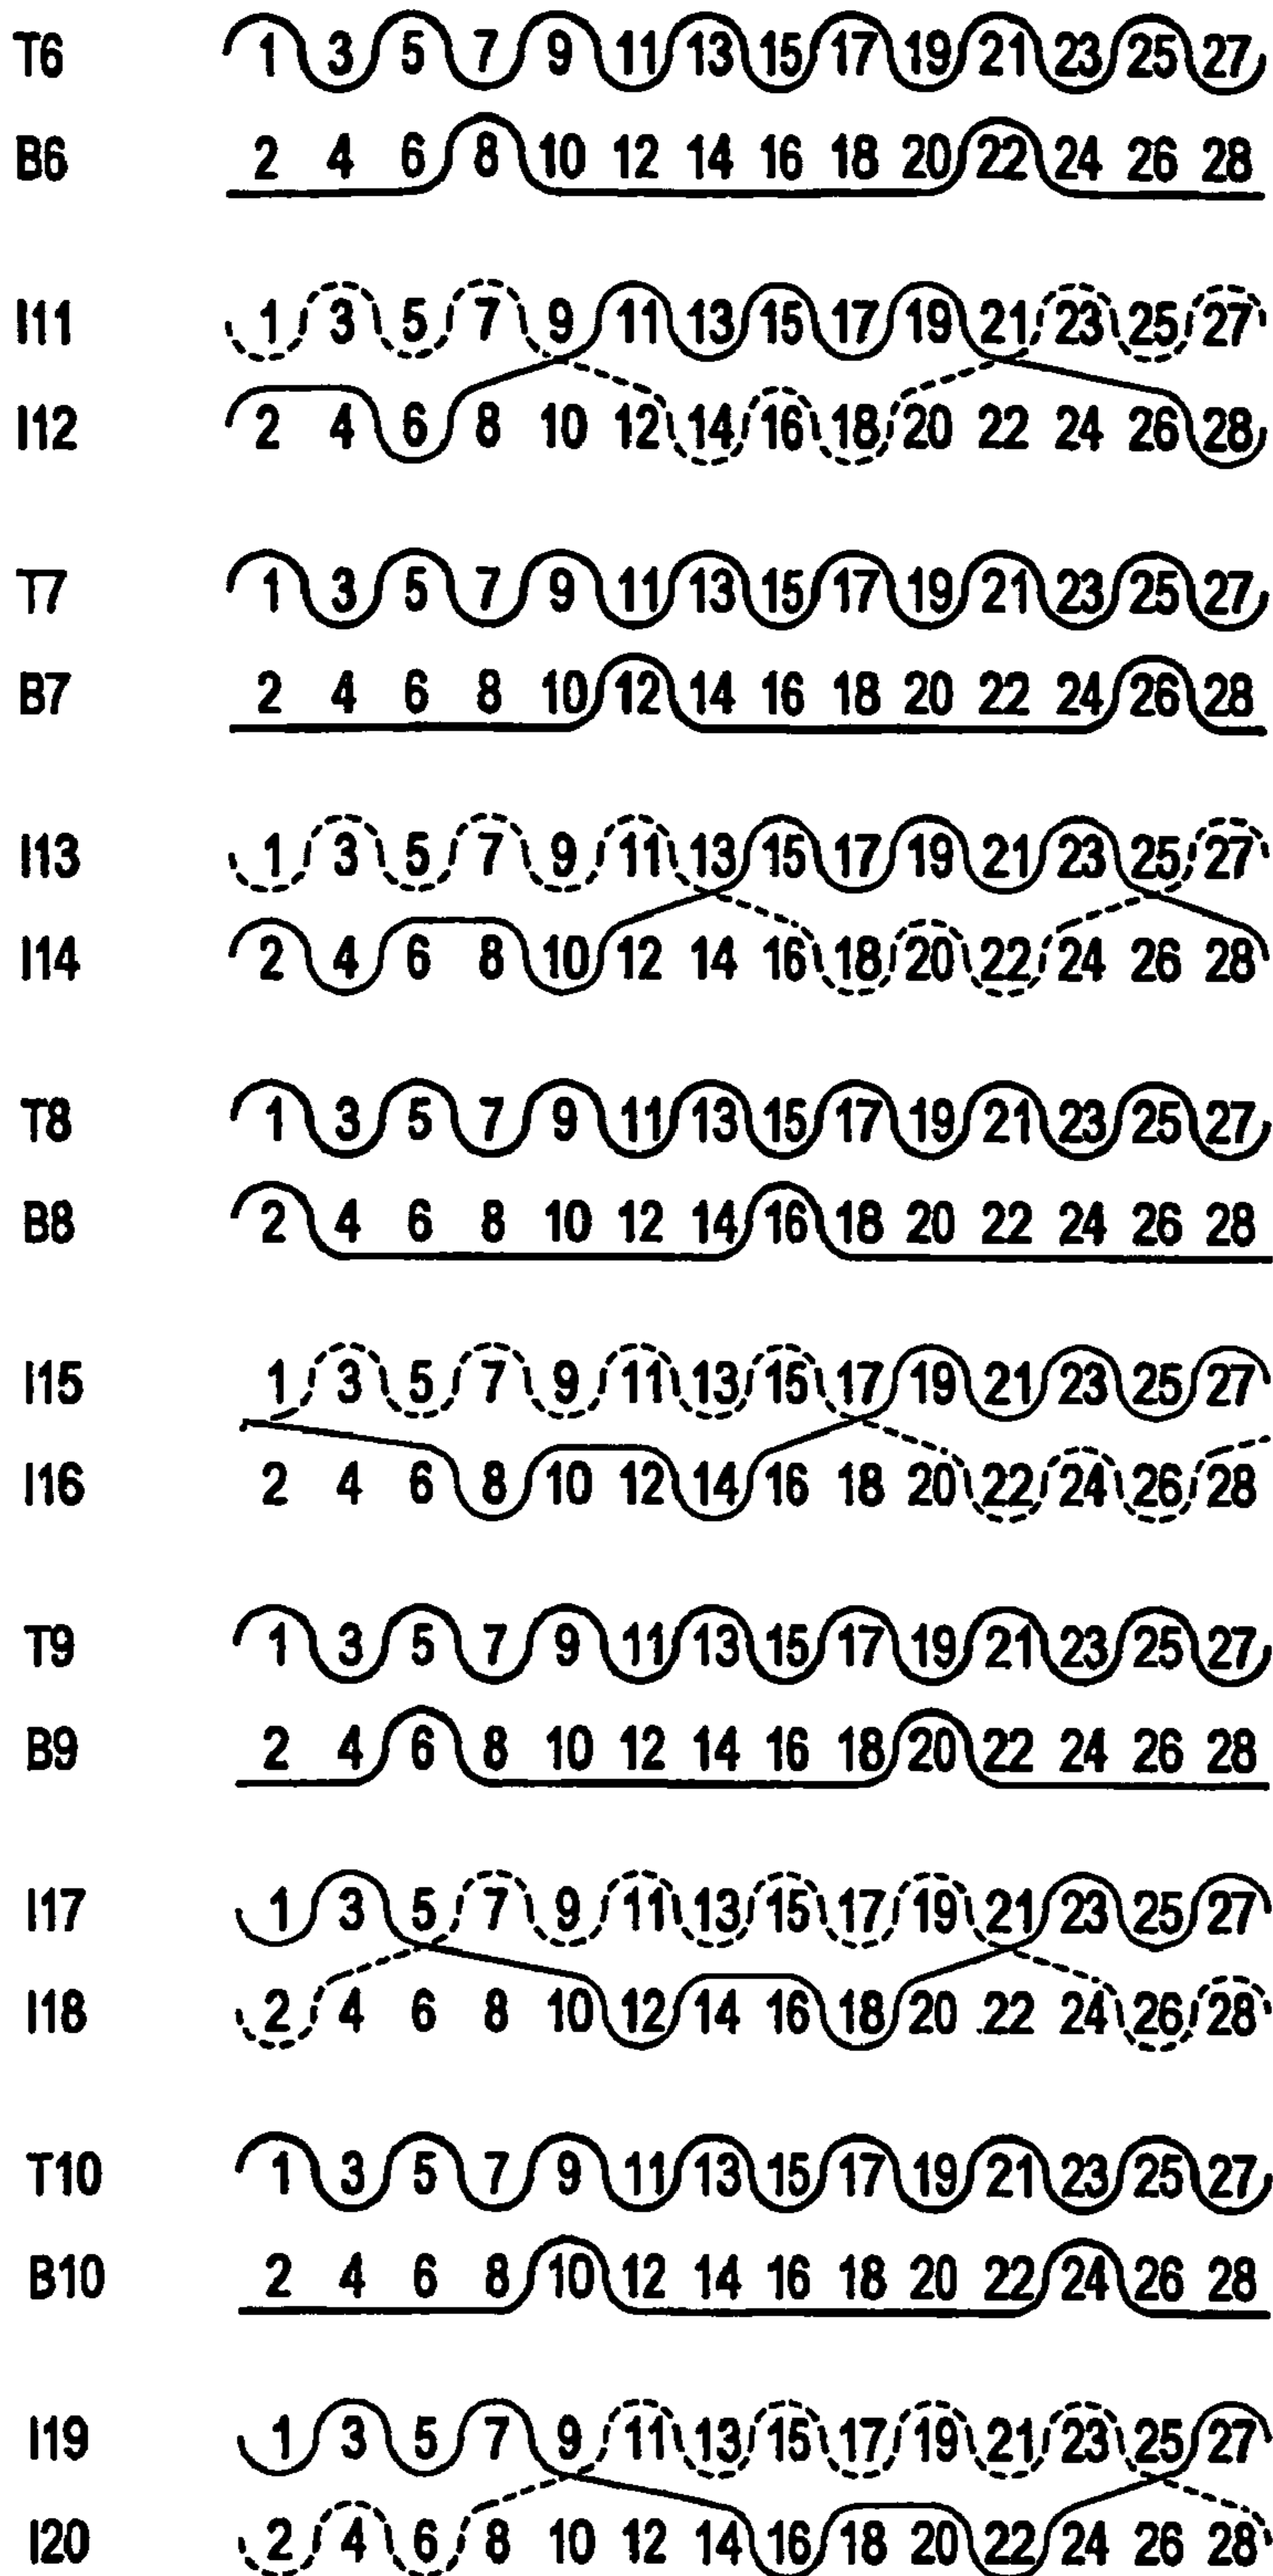 T6 1 3 5 7 9 11 13 15 17 19 21 23 25 27
B6 2 4 6 8 10 12 14 16 18 20 22 24 26 28
I11 1 3 5 7 9 11 13 15 17 19 21 23 25 27
I12 2 4 6 8 10 12 14 16 18 20 22 24 26 28
T7 1 3 5 7 9 11 13 15 17 19 21 23 25 27
B7 2 4 6 8 10 12 14 16 18 20 22 24 26 28
I13 1 3 5 7 9 11 13 15 17 19 21 23 25 27
I14 2 4 6 8 10 12 14 16 18 20 22 24 26 28
T8 1 3 5 7 9 11 13 15 17 19 21 23 25 27
B8 2 4 6 8 10 12 14 16 18 20 22 24 26 28
I15 1 3 5 7 9 11 13 15 17 19 21 23 25 27
I16 2 4 6 8 10 12 14 16 18 20 22 24 26 28
T9 1 3 5 7 9 11 13 15 17 19 21 23 25 27
B9 2 4 6 8 10 12 14 16 18 20 22 24 26 28
I17 1 3 5 7 9 11 13 15 17 19 21 23 25 27
I18 2 4 6 8 10 12 14 16 18 20 22 24 26 28
T10 1 3 5 7 9 11 13 15 17 19 21 23 25 27
B10 2 4 6 8 10 12 14 16 18 20 22 24 26 28
I19 1 3 5 7 9 11 13 15 17 19 21 23 25 27
I20 2 4 6 8 10 12 14 16 18 20 22 24 26 28